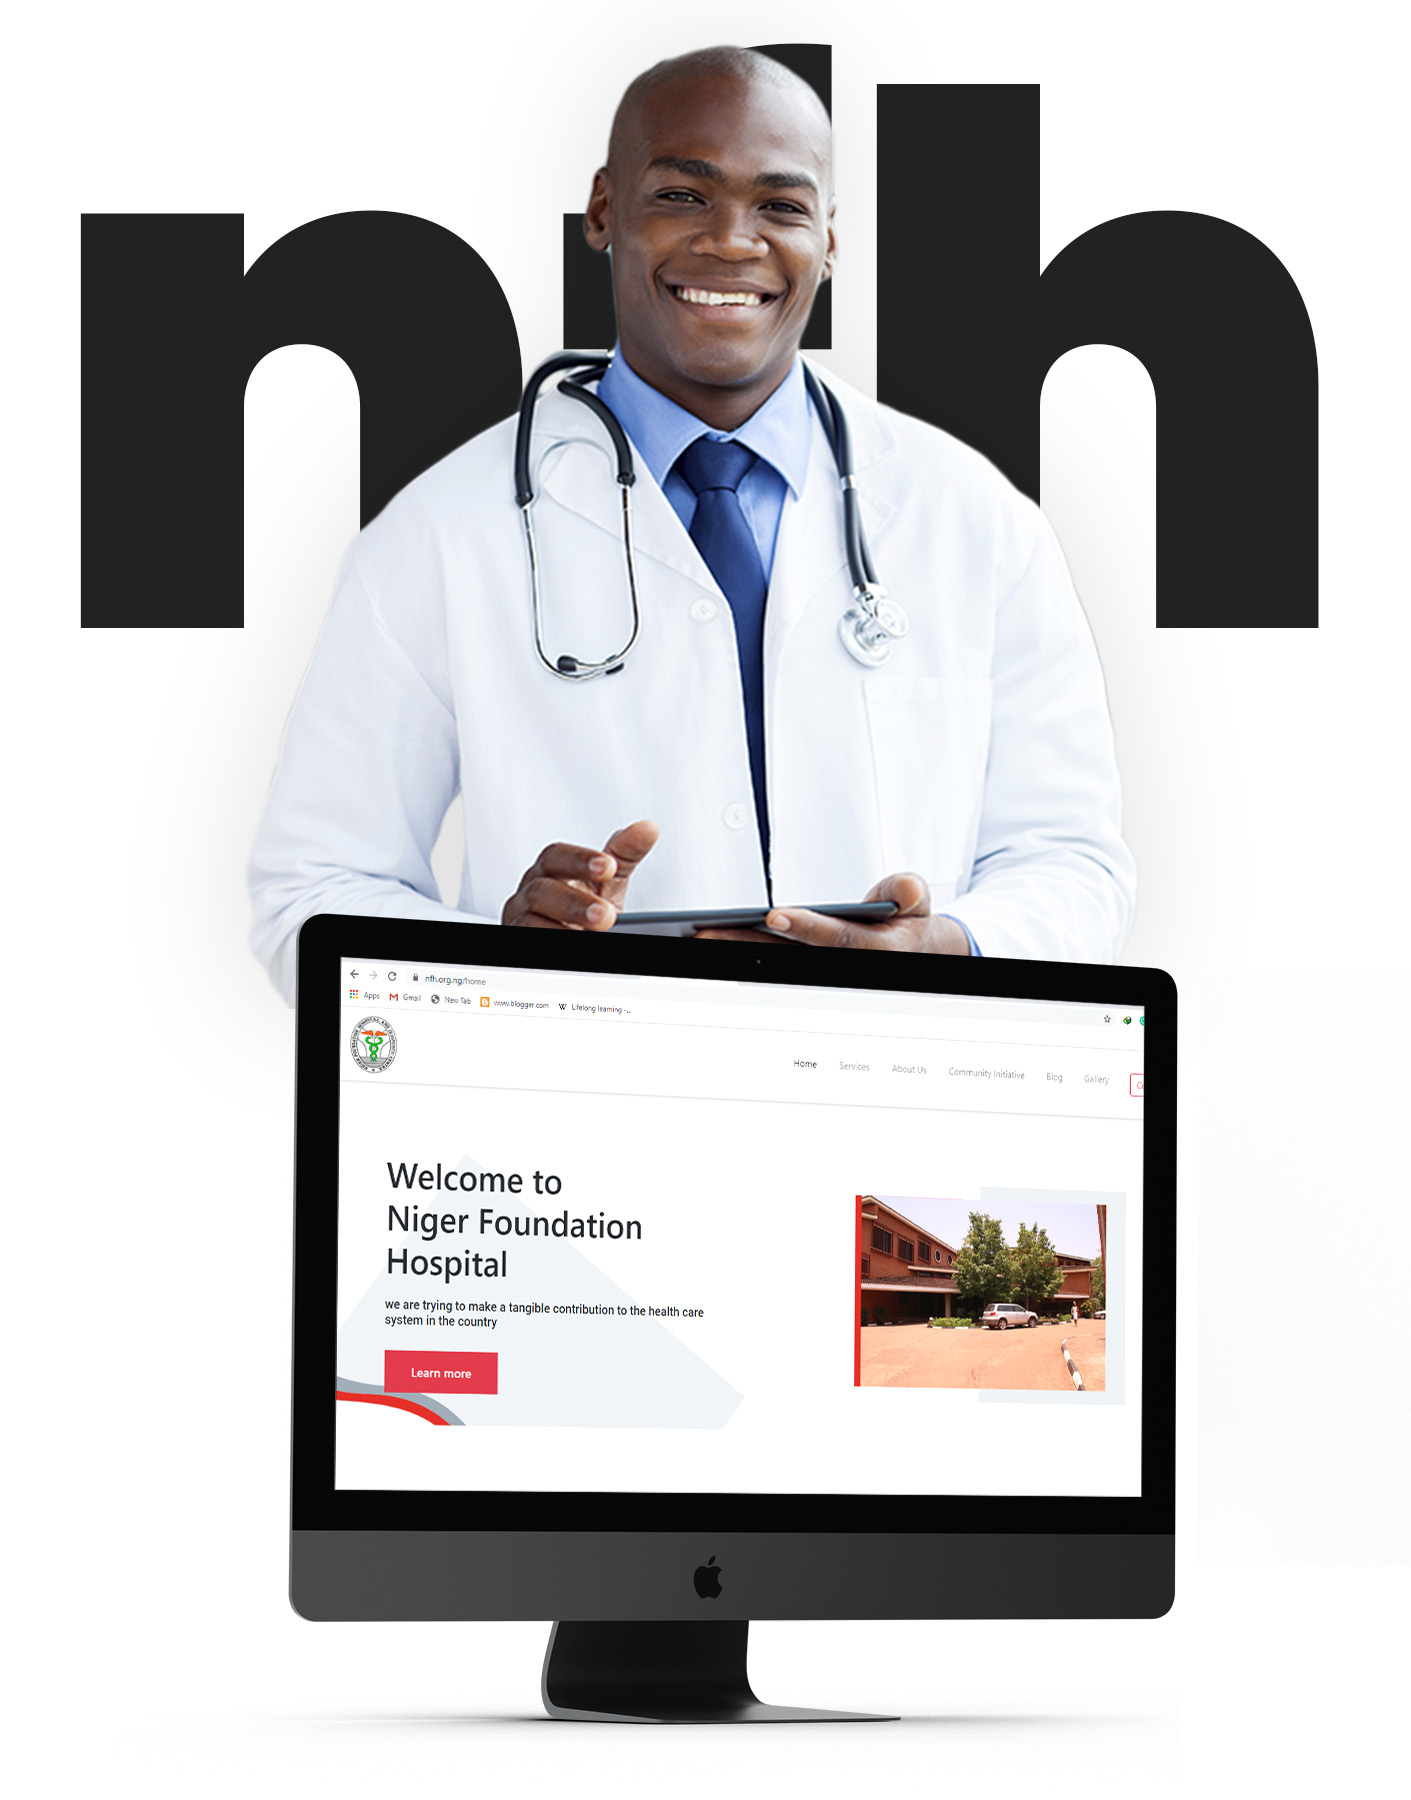 nfh
nfh.org.ng/home
Apps Gmail New Tab www.blogger.com Lifelong learning -...
Home Services About Us Community Initiative Blog Gallery
Welcome to
Niger Foundation
Hospital
we are trying to make a tangible contribution to the health care
system in the country
Learn more